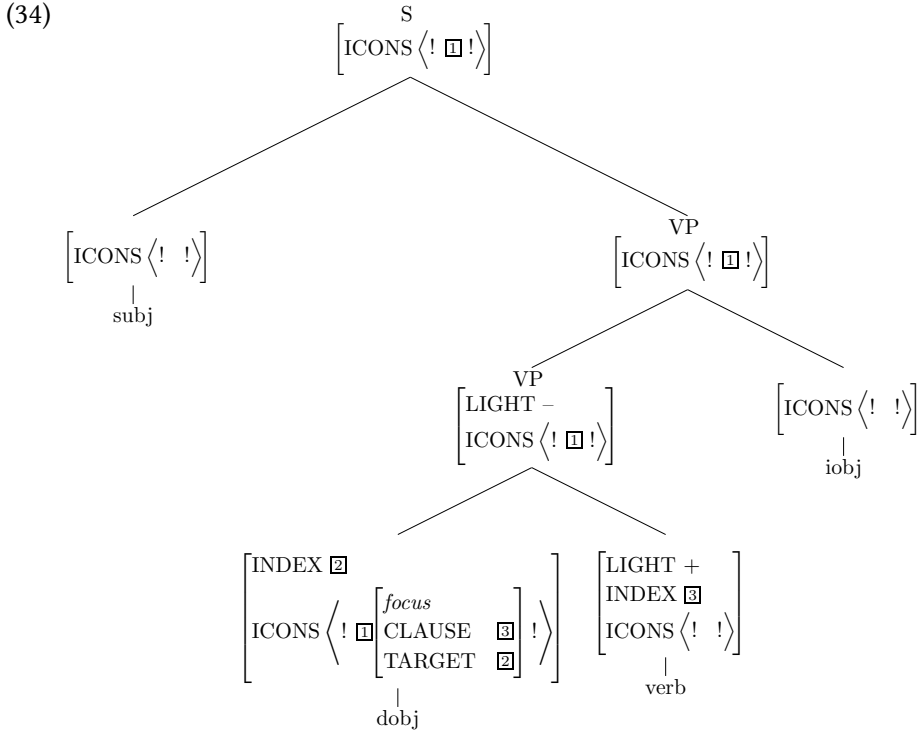 (34)
S
[ICONS ⟨! 1 !⟩]
[ICONS ⟨! !⟩]
subj
VP
[ICONS ⟨! 1 !⟩]
VP
LIGHT –
ICONS ⟨! 1 !⟩
[ICONS ⟨! !⟩]
iobj
INDEX 2
ICONS ⟨! 1 [focus
CLAUSE 3
TARGET 2] !⟩
dobj
LIGHT +
INDEX 3
ICONS ⟨! !⟩
verb